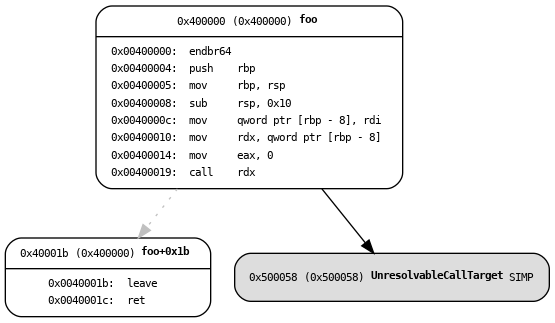 0x400000 (0x400000) foo
0x00400000: endbr64
0x00400004: push rbp
0x00400005: mov rbp, rsp
0x00400008: sub rsp, 0x10
0x0040000c: mov qword ptr [rbp - 8], rdi
0x00400010: mov rdx, qword ptr [rbp - 8]
0x00400014: mov eax, 0
0x00400019: call rdx
0x40001b (0x400000) foo+0x1b
0x0040001b: leave
0x0040001c: ret
0x500058 (0x500058) UnresolvableCallTarget SIMP